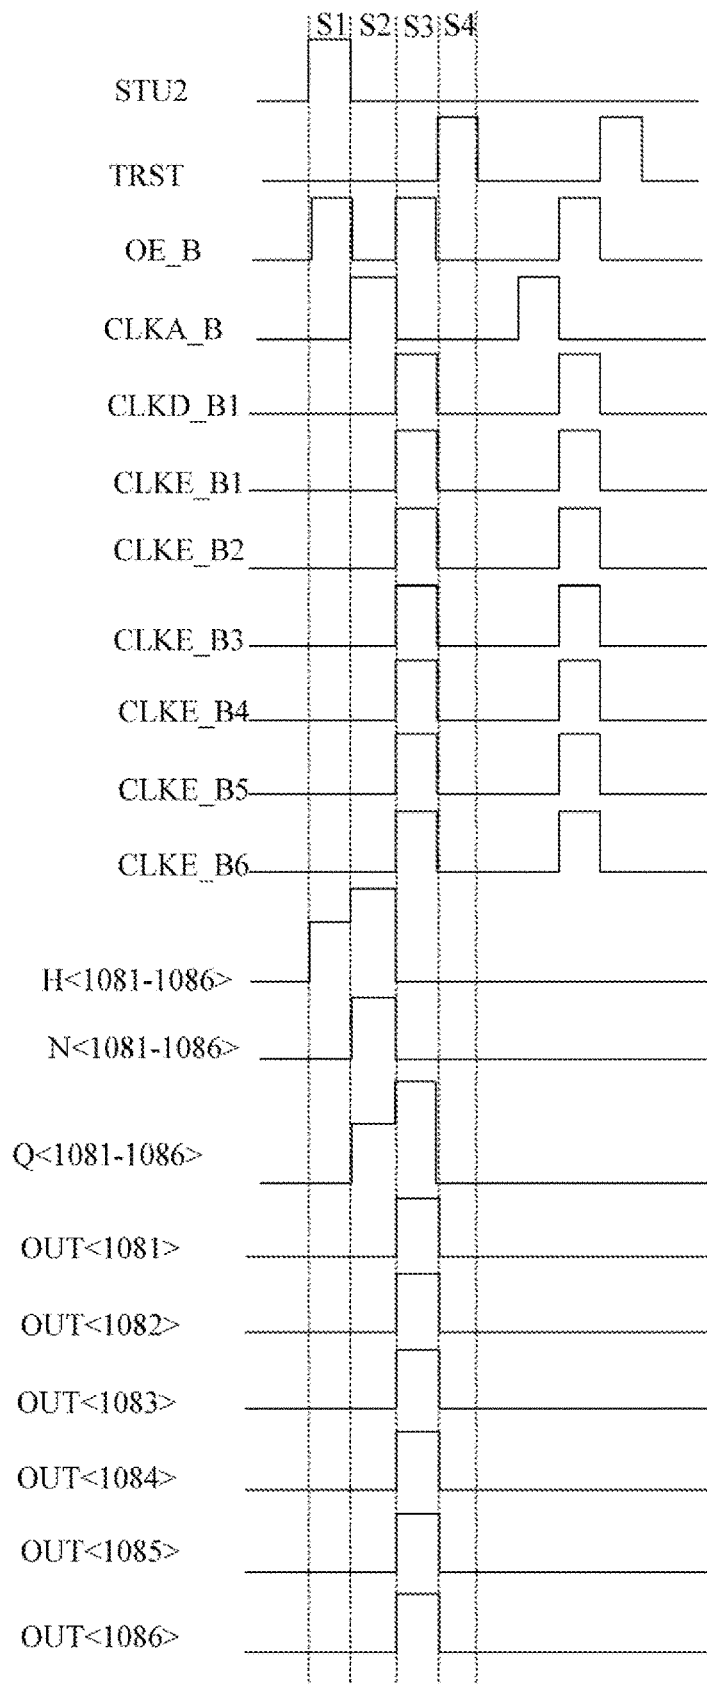 S1 S2 S3 S4
STU2
TRST
OE_B
CLKA_B
CLKD_B1
CLKE_B1
CLKE_B2
CLKE_B3
CLKE_B4
CLKE_B5
CLKE_B6
H<1081-1086>
N<1081-1086>
Q<1081-1086>
OUT<1081>
OUT<1082>
OUT<1083>
OUT<1084>
OUT<1085>
OUT<1086>